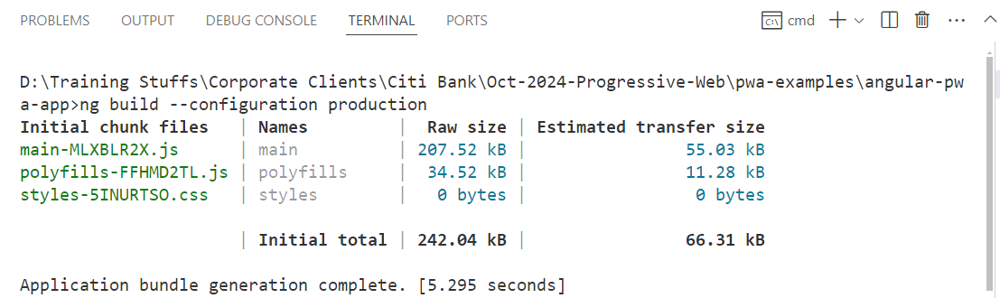 PROBLEMS OUTPUT DEBUG CONSOLE TERMINAL PORTS cmd
D:\Training Stuffs\Corporate Clients\Citi Bank\Oct-2024-Progressive-Web\pwa-examples\angular-pw
a-app>ng build --configuration production
Initial chunk files | Names | Raw size | Estimated transfer size
main-MLXBLR2X.js | main | 207.52 kB | 55.03 kB
polyfills-FFHMD2TL.js | polyfills | 34.52 kB | 11.28 kB
styles-5INURTSO.css | styles | 0 bytes | 0 bytes
| Initial total | 242.04 kB | 66.31 kB
Application bundle generation complete. [5.295 seconds]